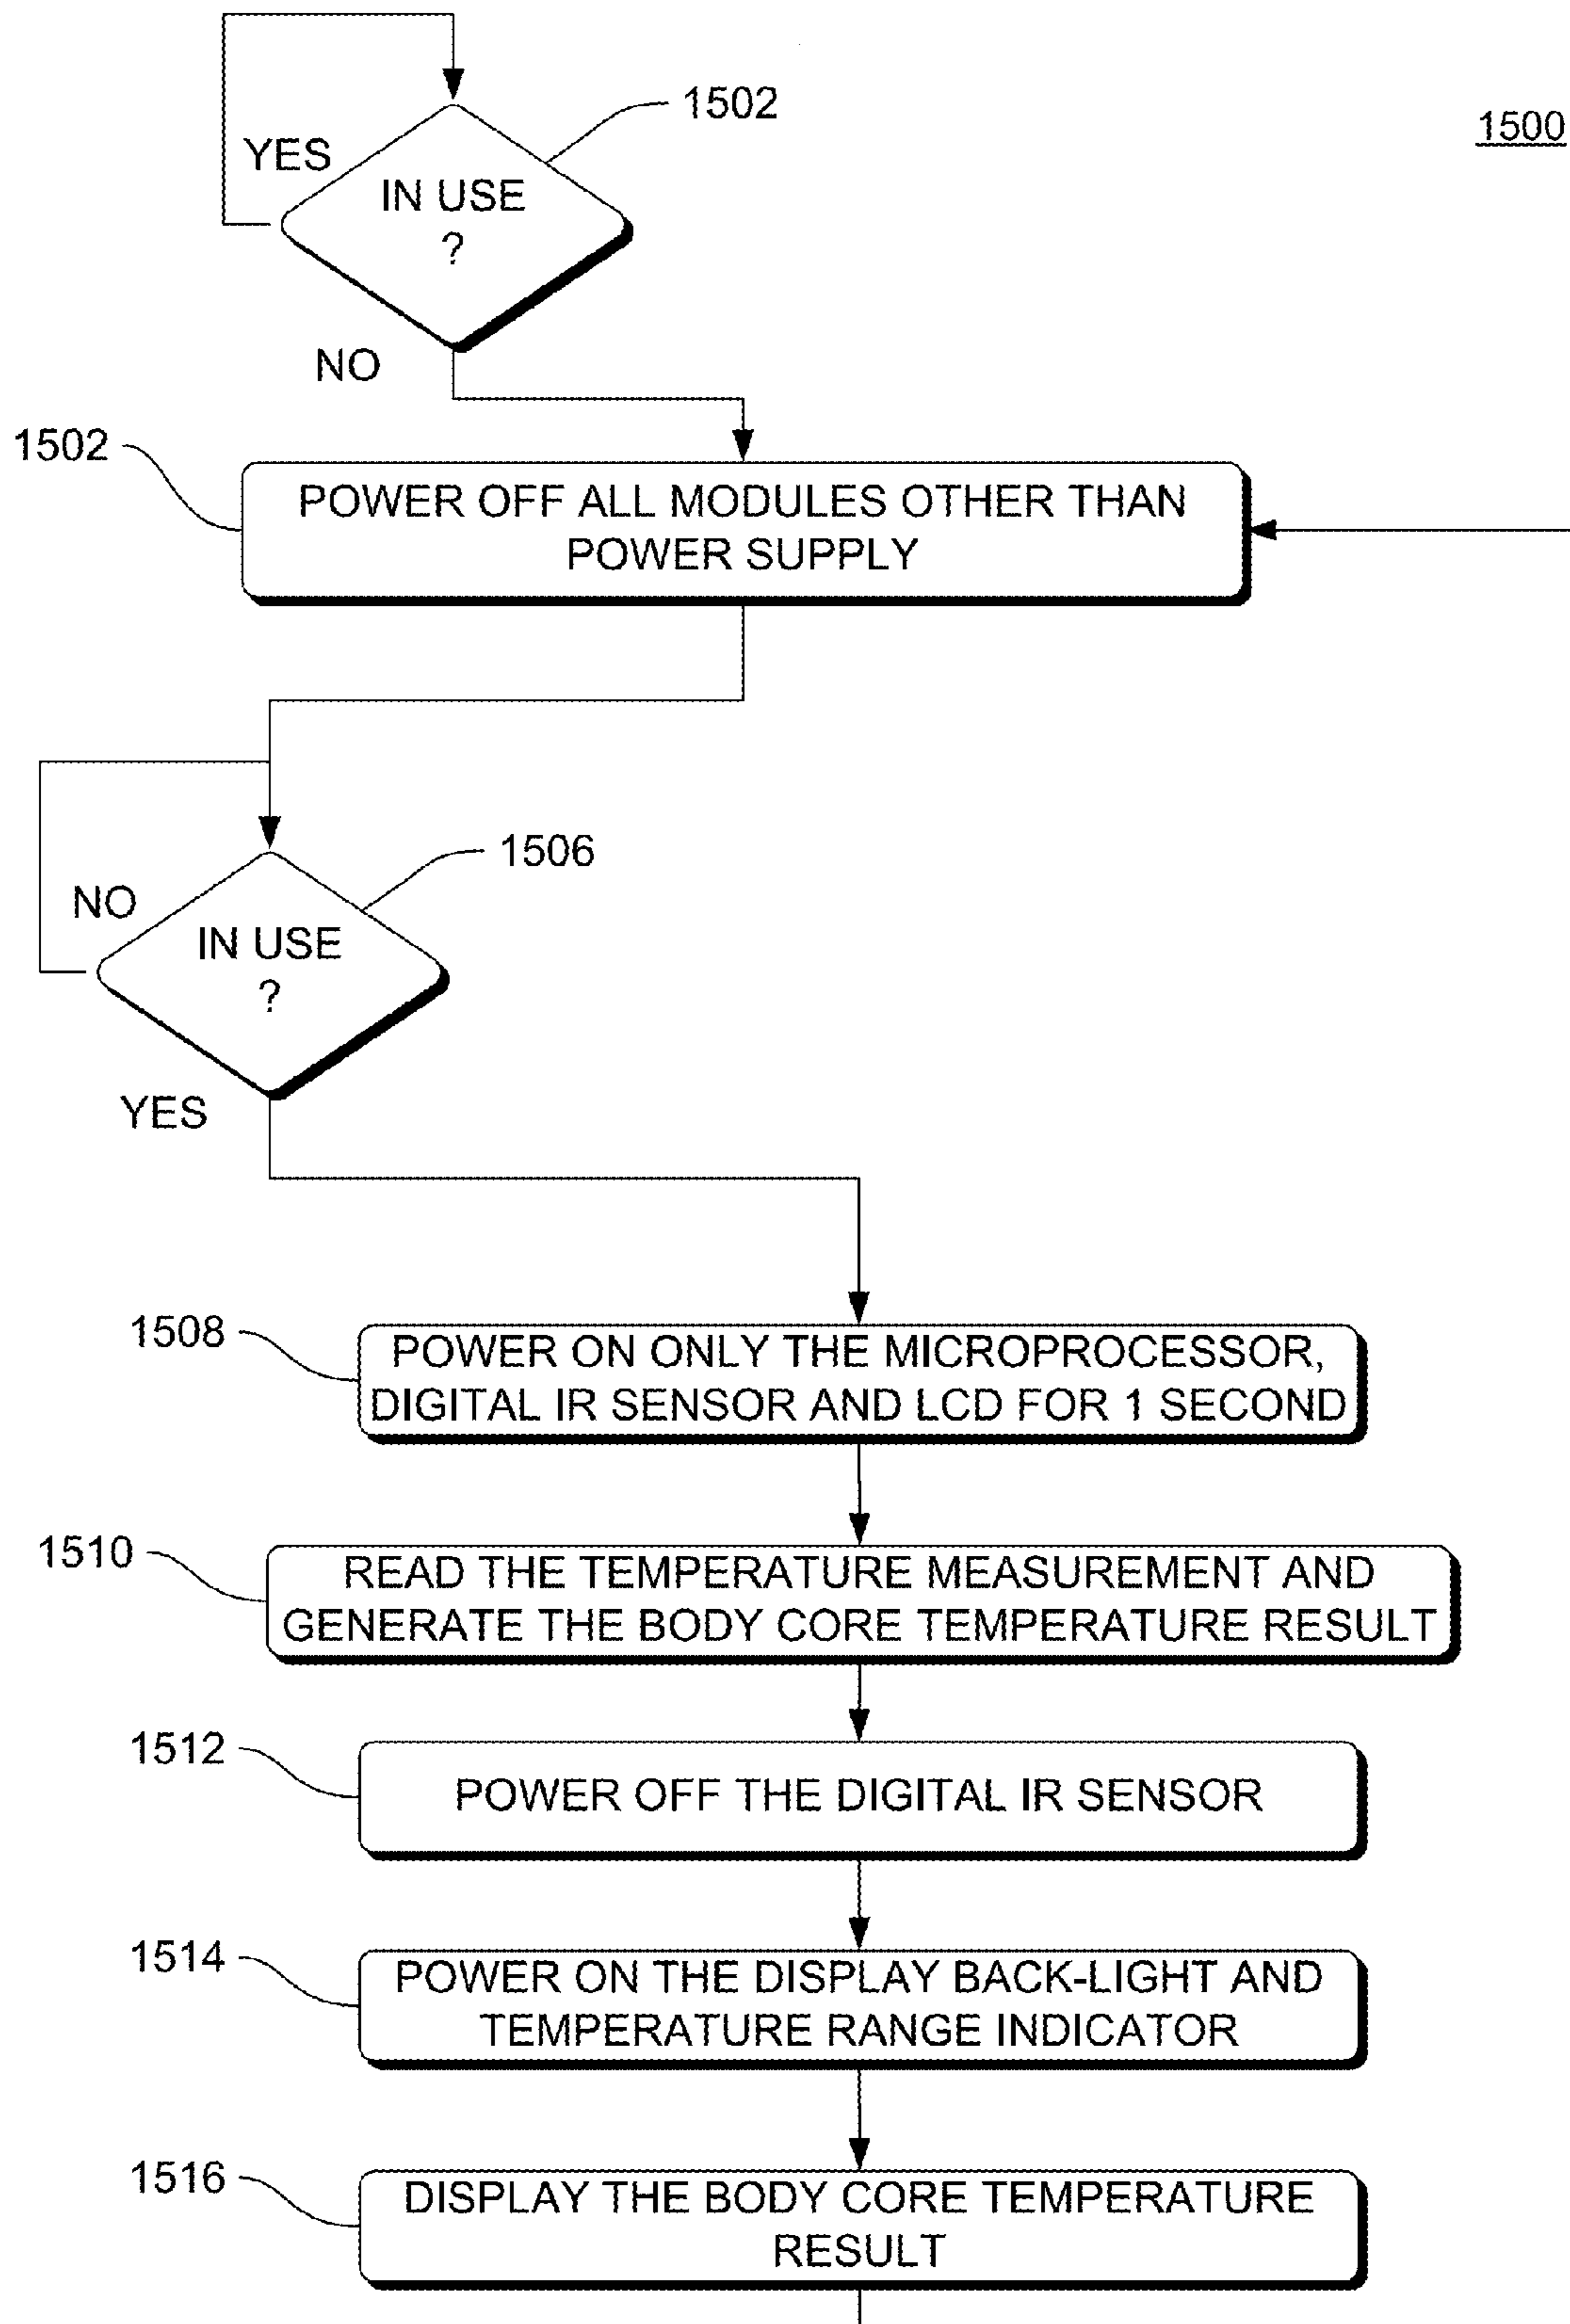 1500
1502
YES
IN USE
?
NO
1502
POWER OFF ALL MODULES OTHER THAN
POWER SUPPLY
1506
NO
IN USE
?
YES
1508
POWER ON ONLY THE MICROPROCESSOR,
DIGITAL IR SENSOR AND LCD FOR 1 SECOND
1510
READ THE TEMPERATURE MEASUREMENT AND
GENERATE THE BODY CORE TEMPERATURE RESULT
1512
POWER OFF THE DIGITAL IR SENSOR
1514
POWER ON THE DISPLAY BACK-LIGHT AND
TEMPERATURE RANGE INDICATOR
1516
DISPLAY THE BODY CORE TEMPERATURE
RESULT